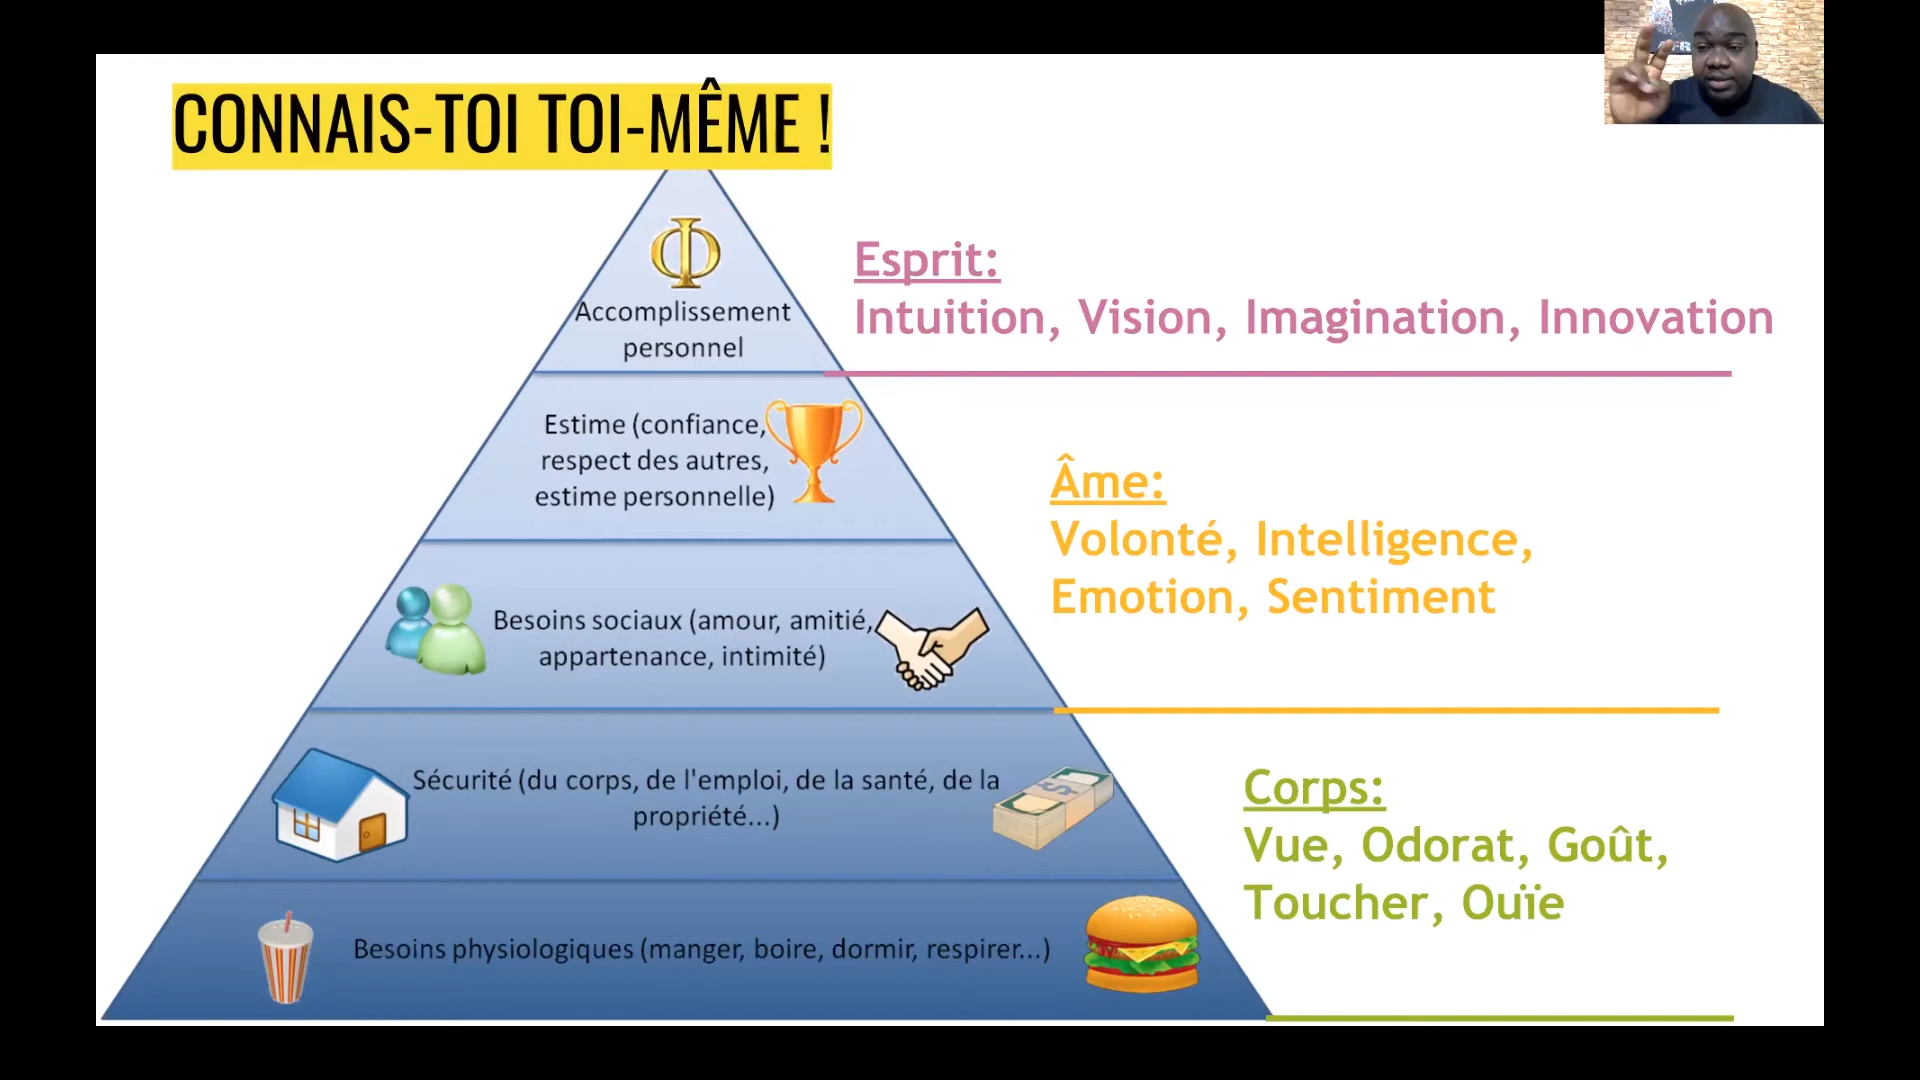 CONNAIS-TOI TOI-MÊME !
Φ
Accomplissement
personnel
Esprit:
Intuition, Vision, Imagination, Innovation
Estime (confiance,
respect des autres,
estime personnelle)
Âme:
Volonté, Intelligence,
Emotion, Sentiment
Besoins sociaux (amour, amitié,
appartenance, intimité)
Sécurité (du corps, de l'emploi, de la santé, de la
propriété...)
$
Corps:
Vue, Odorat, Goût,
Toucher, Ouïe
Besoins physiologiques (manger, boire, dormir, respirer...)